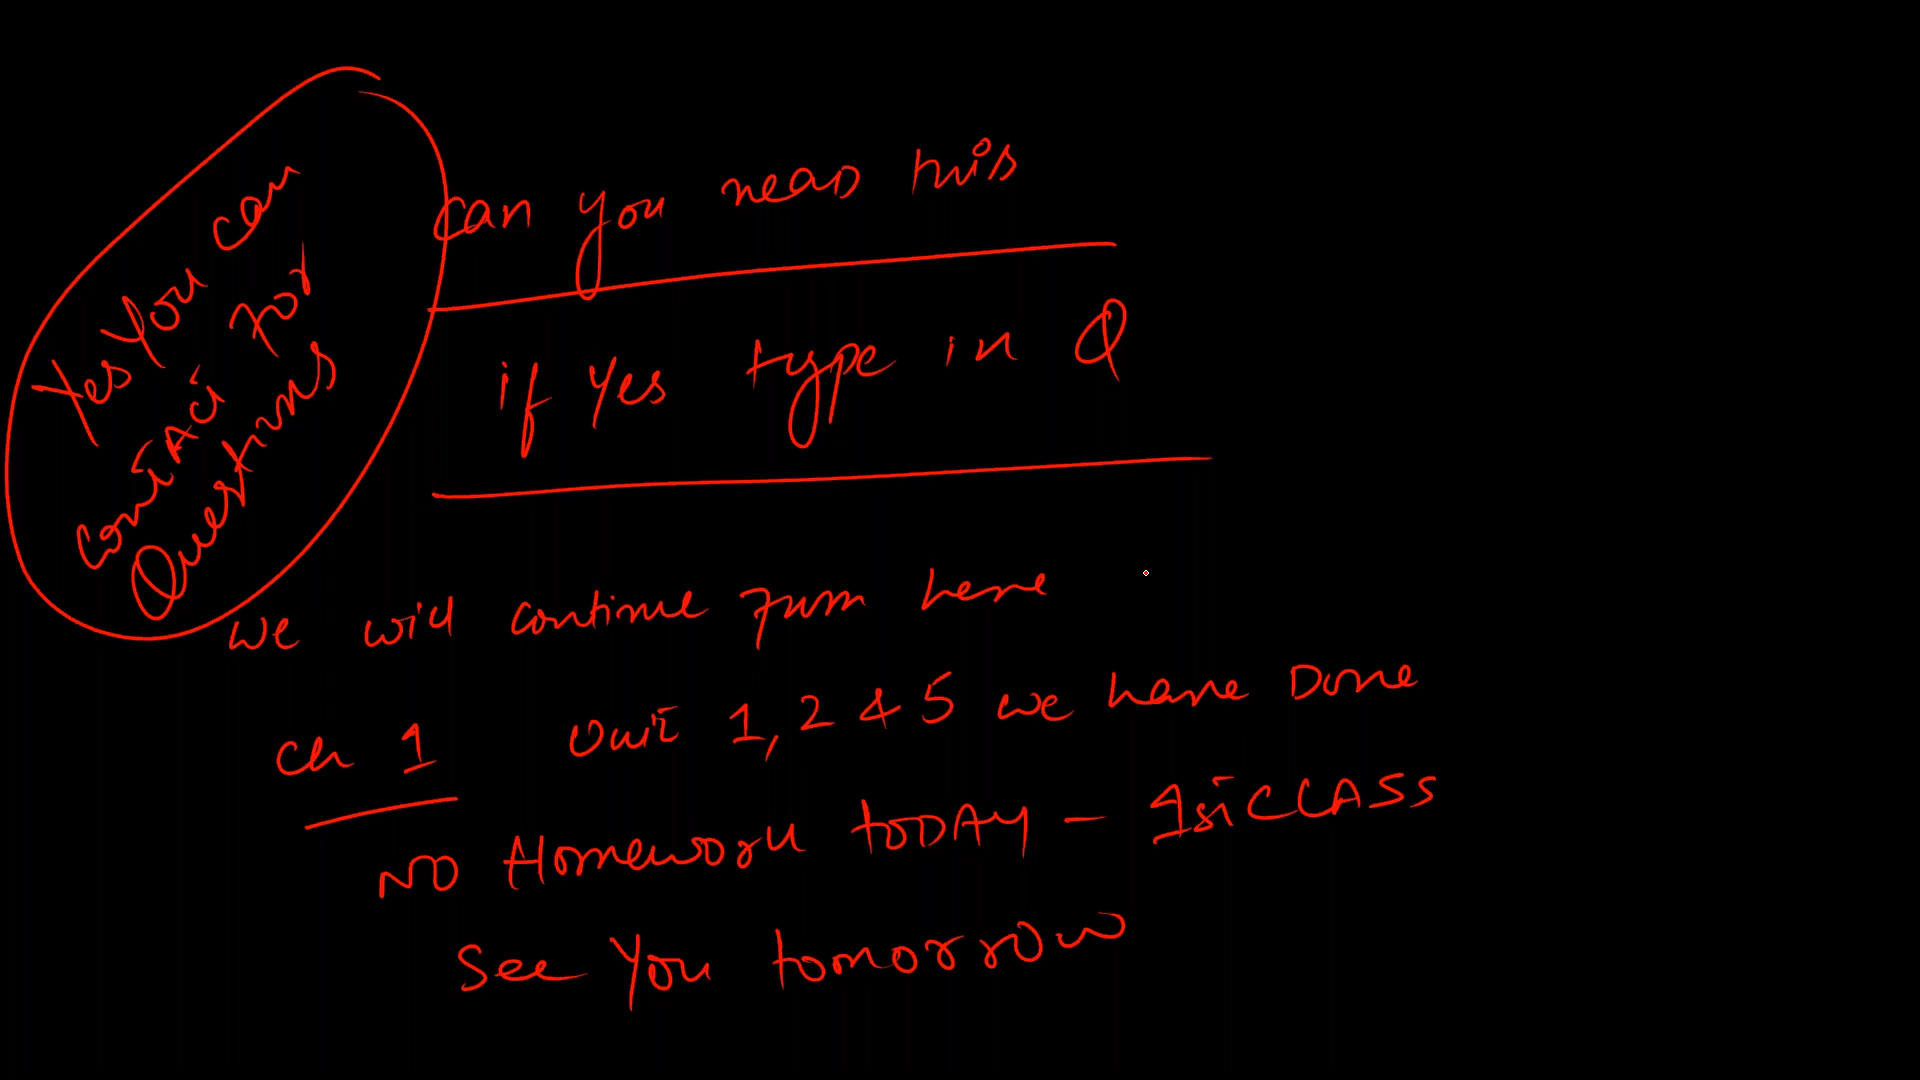 Yes You can
contact for
Questions
can you read this
if Yes type in Q
We will continue from here
Ch 1 Unit 1, 2 & 5 we have Done
NO Homework TODAY - 1st CLASS
See You tomorrow